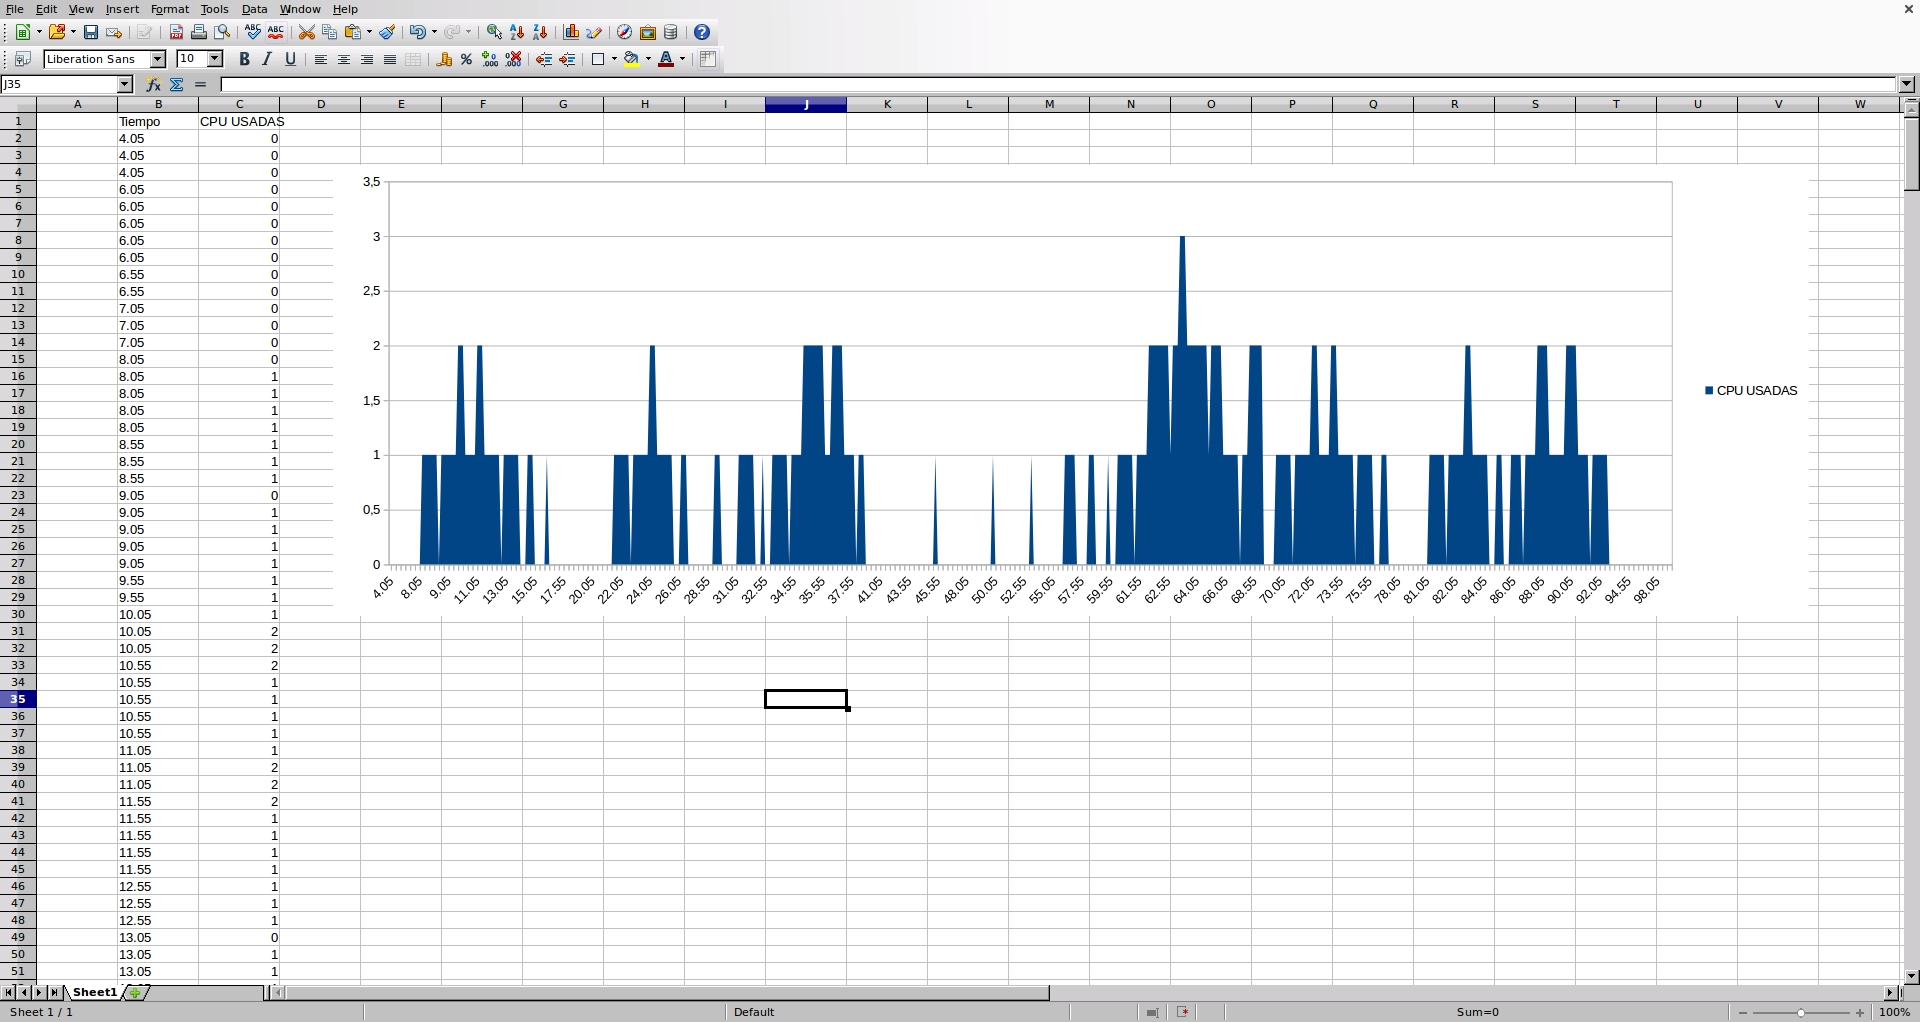 File Edit View Insert Format Tools Data Window Help
Liberation Sans 10
J35
A B C D E F G H I J K L M N O P Q R S T U V W
1 Tiempo CPU USADAS
2 4.05 0
3 4.05 0
4 4.05 0
5 6.05 0
6 6.05 0
7 6.05 0
8 6.05 0
9 6.05 0
10 6.55 0
11 6.55 0
12 7.05 0
13 7.05 0
14 7.05 0
15 8.05 0
16 8.05 1
17 8.05 1
18 8.05 1
19 8.05 1
20 8.55 1
21 8.55 1
22 8.55 1
23 9.05 0
24 9.05 1
25 9.05 1
26 9.05 1
27 9.05 1
28 9.55 1
29 9.55 1
30 10.05 1
31 10.05 2
32 10.05 2
33 10.55 2
34 10.55 1
35 10.55 1
36 10.55 1
37 10.55 1
38 11.05 1
39 11.05 2
40 11.05 2
41 11.55 2
42 11.55 1
43 11.55 1
44 11.55 1
45 11.55 1
46 12.55 1
47 12.55 1
48 12.55 1
49 13.05 0
50 13.05 1
51 13.05 1
3,5
3
2,5
2
1,5
1
0,5
0
4.05 8.05 9.05 11.05 13.05 15.05 17.55 20.05 22.05 24.05 26.05 28.55 31.05 32.55 34.55 35.55 37.55 41.05 43.55 45.55 48.05 50.05 52.55 55.05 57.55 59.55 61.55 62.55 64.05 66.05 68.55 70.05 72.05 73.55 75.55 78.05 81.05 82.05 84.05 86.05 88.05 90.05 92.05 94.55 98.05
CPU USADAS
Sheet1
Sheet 1 / 1 Default Sum=0 100%